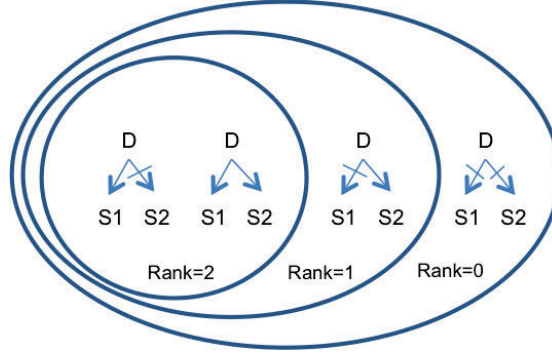 D D D D
S1 S2 S1 S2 S1 S2 S1 S2
Rank=2 Rank=1 Rank=0